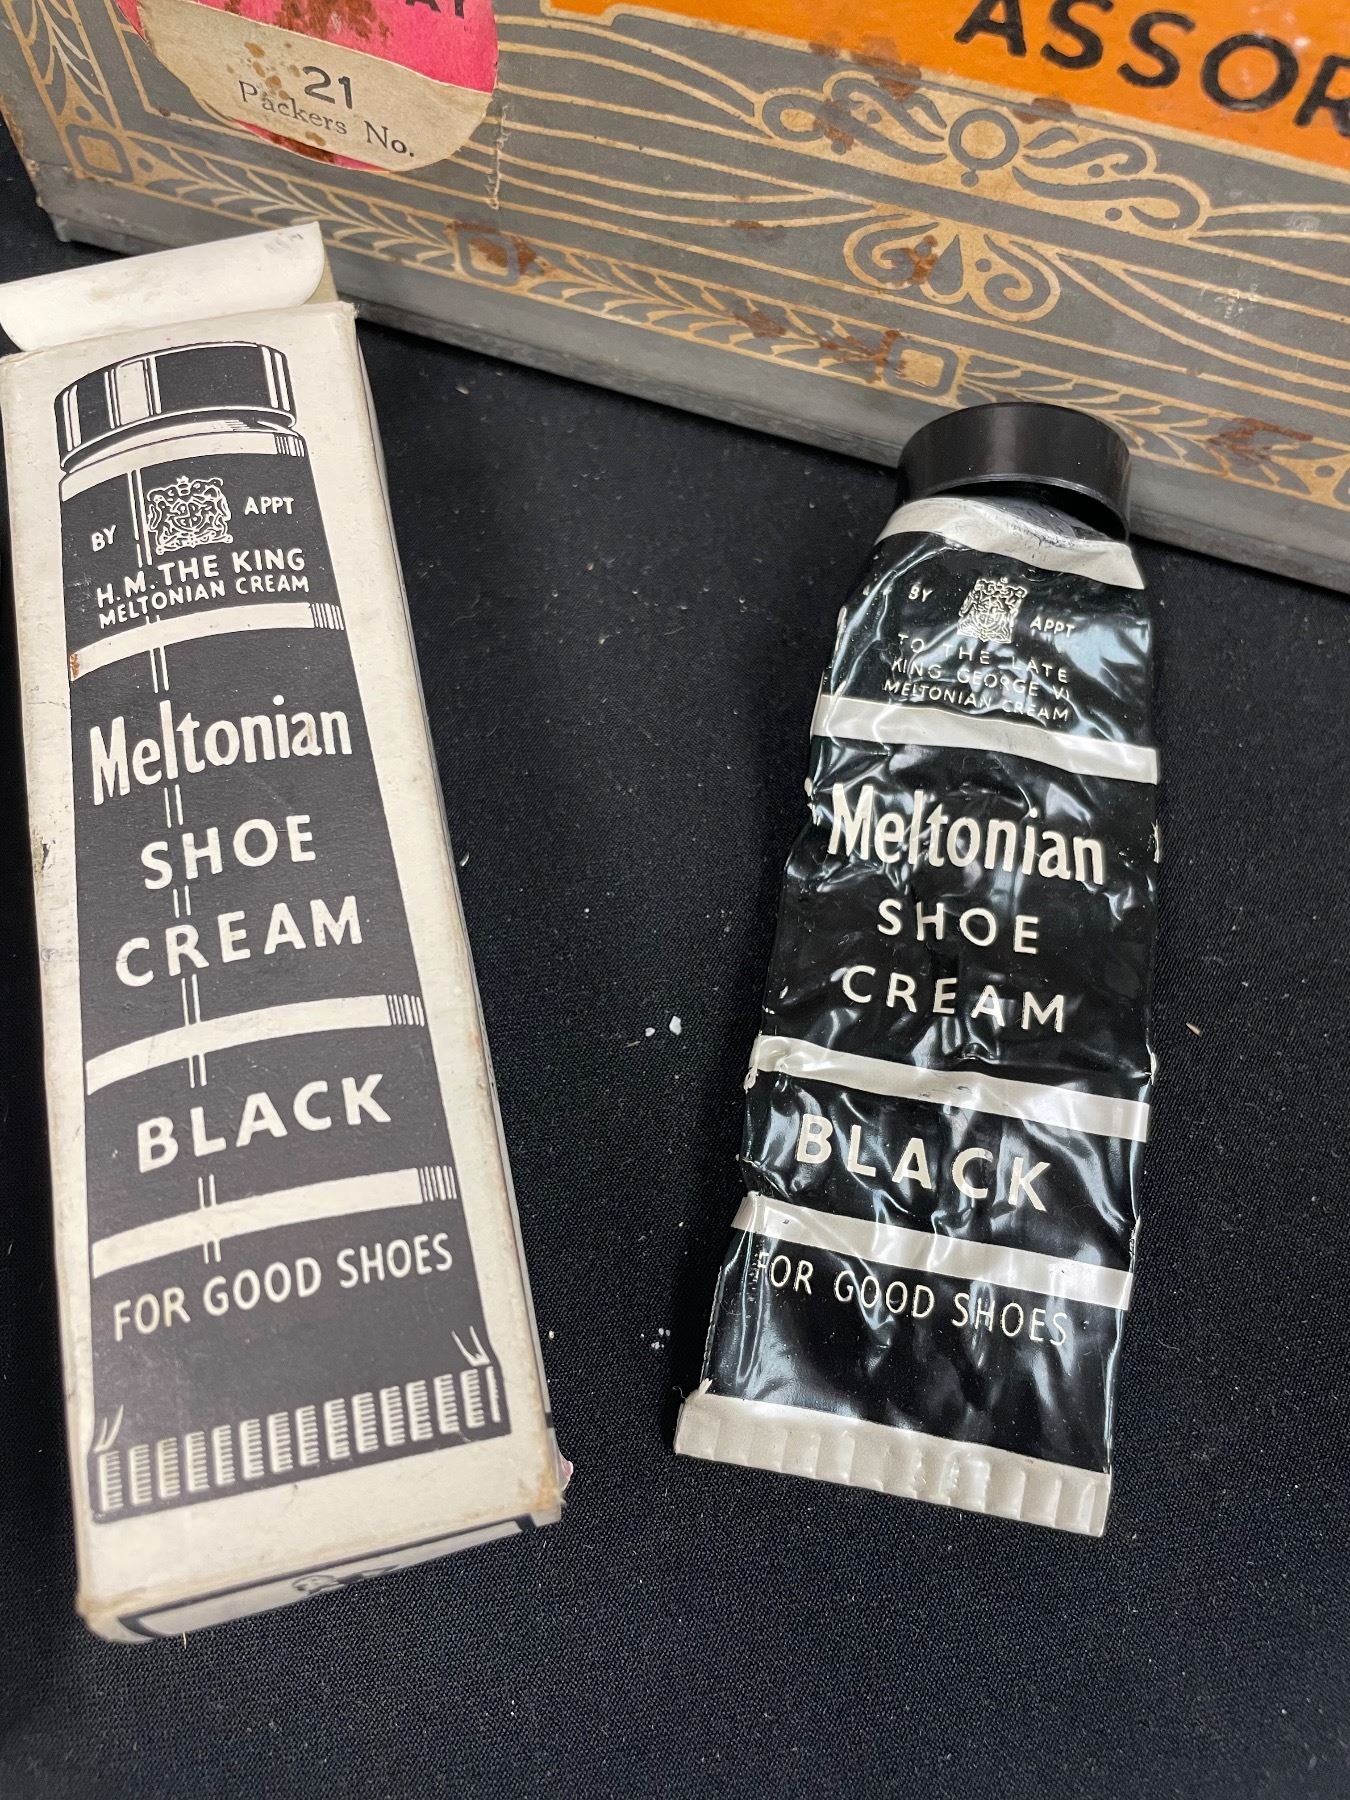 21
Packers No.
ASSOR
BY APPT
H.M. THE KING
MELTONIAN CREAM
Meltonian
SHOE
CREAM
BLACK
FOR GOOD SHOES
BY APPT
TO THE LATE
KING GEORGE VI
MELTONIAN CREAM
Meltonian
SHOE
CREAM
BLACK
FOR GOOD SHOES